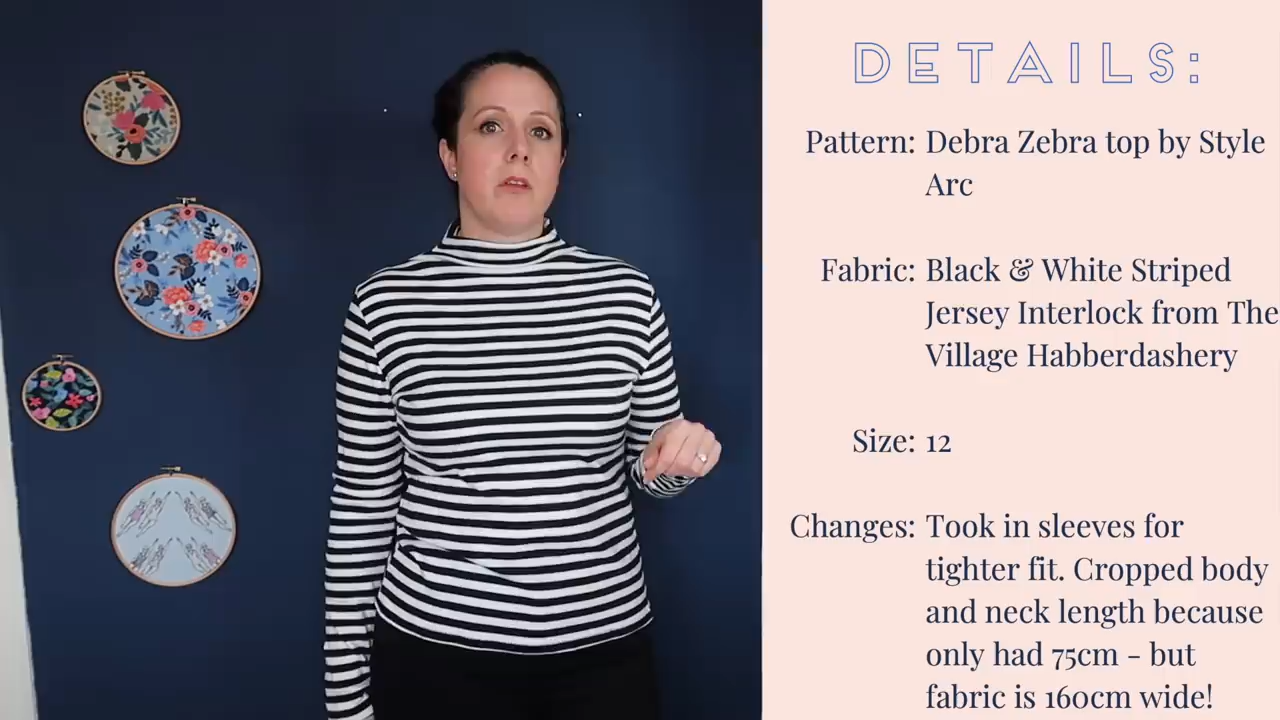 DETAILS:
Pattern: Debra Zebra top by Style
Arc
Fabric: Black & White Striped
Jersey Interlock from The
Village Habberdashery
Size: 12
Changes: Took in sleeves for
tighter fit. Cropped body
and neck length because
only had 75cm - but
fabric is 160cm wide!